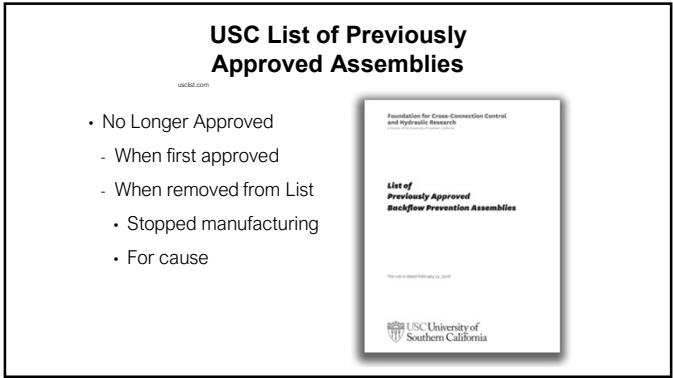 USC List of Previously
Approved Assemblies
usclist.com
• No Longer Approved
- When first approved
- When removed from List
• Stopped manufacturing
• For cause
Foundation for Cross-Connection Control
and Hydraulic Research
List of
Previously Approved
Backflow Prevention Assemblies
USC University of
Southern California